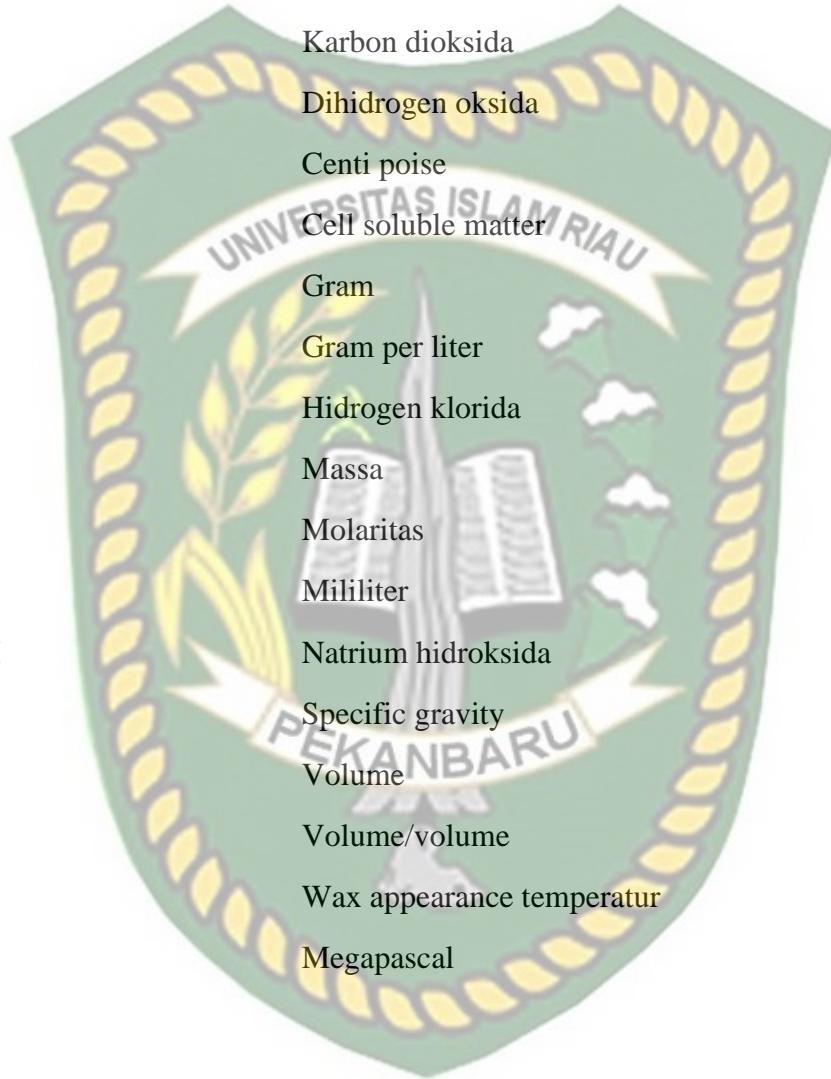 Karbon dioksida
Dihidrogen oksida
Centi poise
UNIVERSITAS ISLAM RIAU
Cell soluble matter
Gram
Gram per liter
Hidrogen klorida
Massa
Molaritas
Mililiter
Natrium hidroksida
Specific gravity
PEKANBARU
Volume
Volume/volume
Wax appearance temperatur
Megapascal